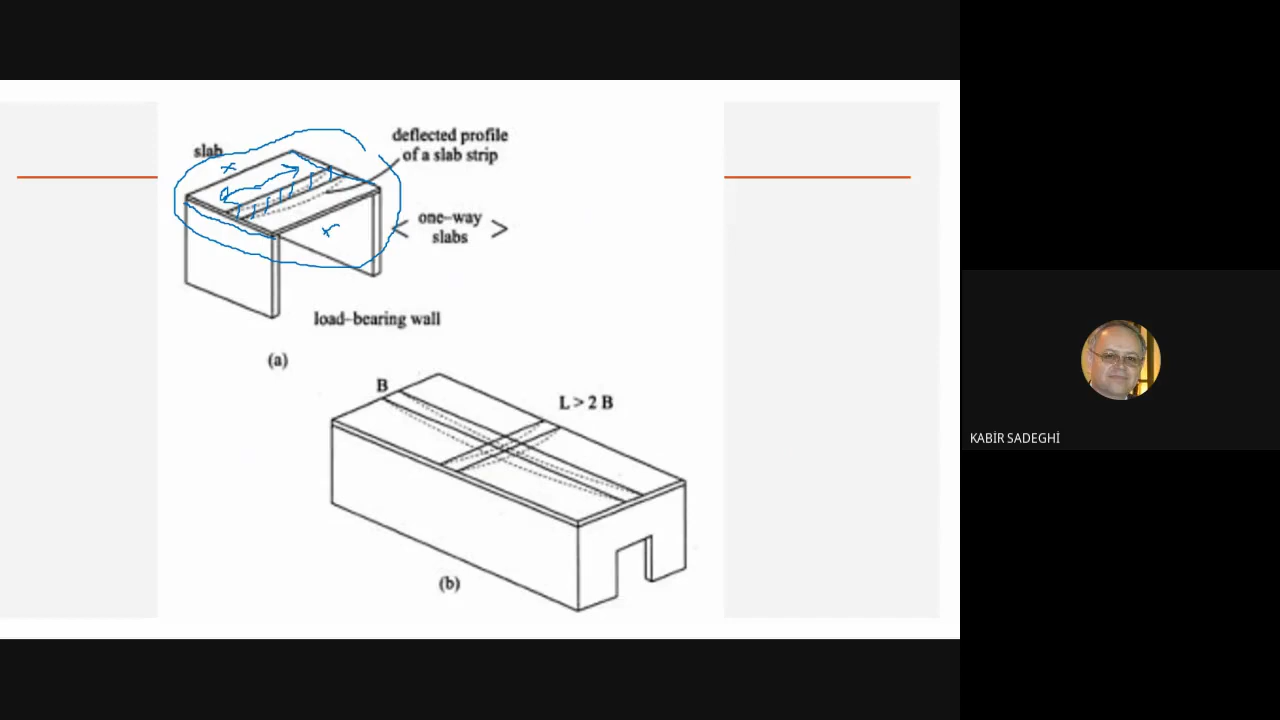 slab
deflected profile
of a slab strip
one-way
slabs
load-bearing wall
(a)
B
L > 2 B
(b)
KABİR SADEGHİ